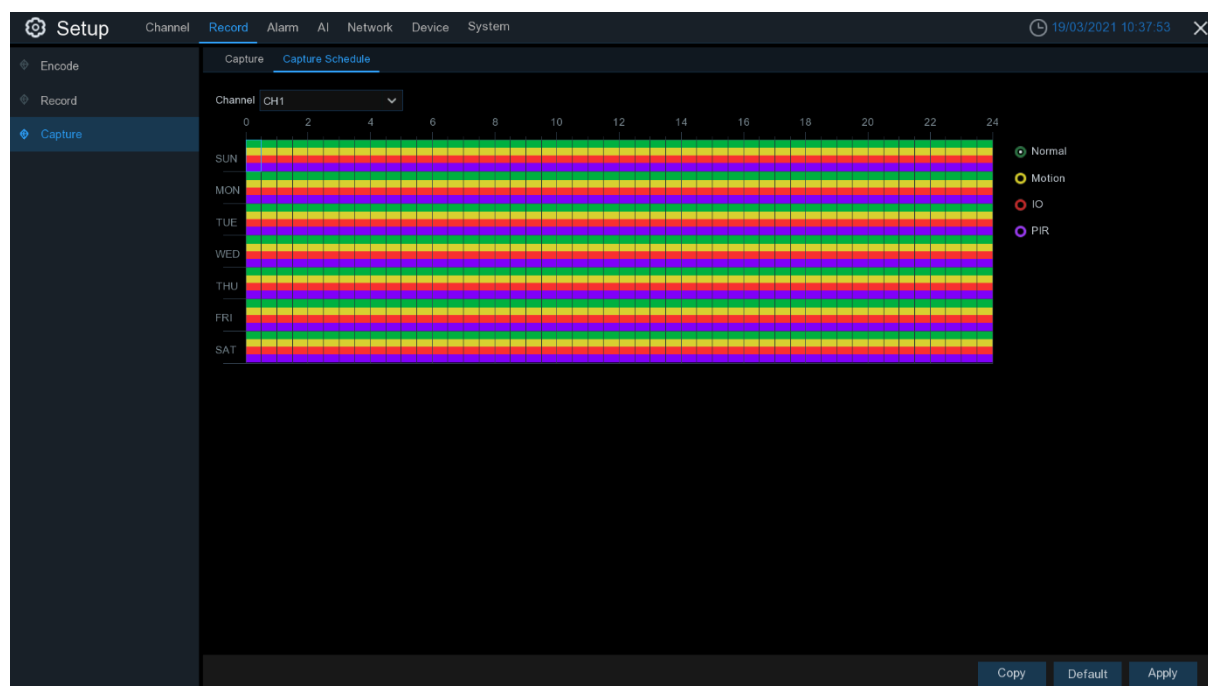 Setup Channel Record Alarm AI Network Device System 19/03/2021 10:37:53
Encode
Record
Capture
Capture Capture Schedule
Channel CH1
0 2 4 6 8 10 12 14 16 18 20 22 24
SUN
MON
TUE
WED
THU
FRI
SAT
Normal
Motion
IO
PIR
Copy Default Apply